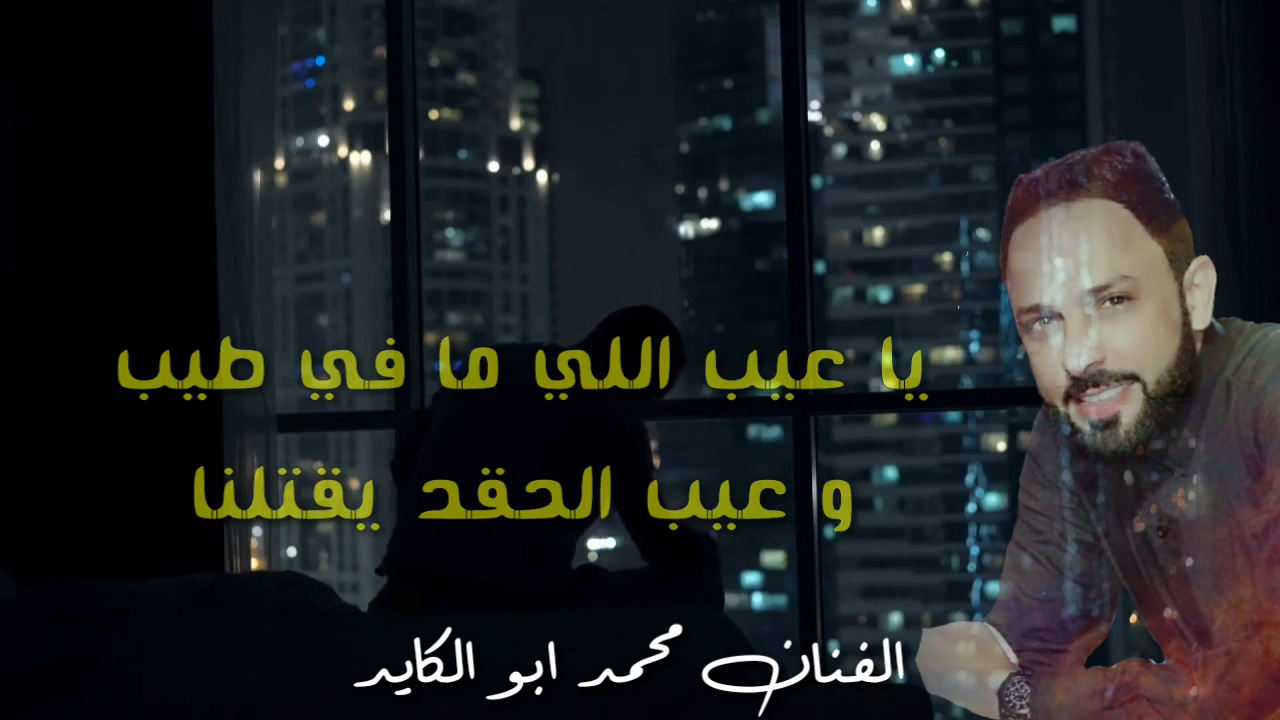 يا عيب اللي ما في طيب
و عيب الحقد يقتلنا
الفنان محمد ابو الكايد